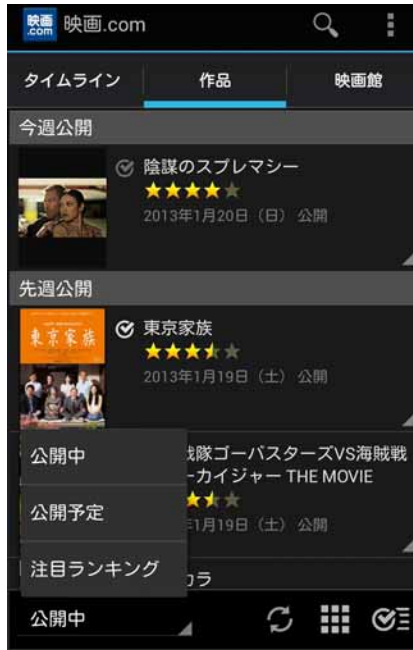 映画.com
映画.com
タイムライン
作品
映画館
今週公開
陰謀のスプレマシー
2013年1月20日（日） 公開
先週公開
東京家族
東京家族
2013年1月19日（土） 公開
戦隊ゴーバスターズVS海賊戦
ーカイジャー THE MOVIE
1月19日（土） 公開
カラ
公開中
公開予定
注目ランキング
公開中